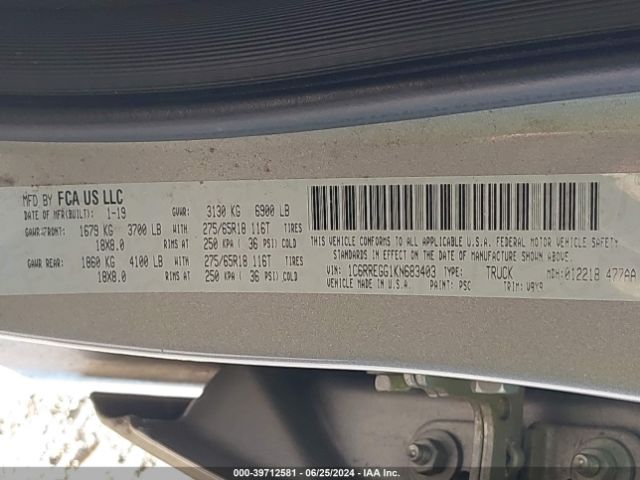 MFD BY FCA US LLC
DATE OF MFR(BUILT): 1-19 GVWR: 3130 KG 6900 LB
GAWR:FRONT: 1679 KG 3700 LB WITH 275/65R18 116T TIRES
18X8.0 RIMS AT 250 KPA ( 36 PSI) COLD
GAWR:REAR: 1860 KG 4100 LB WITH 275/65R18 116T TIRES
18X8.0 RIMS AT 250 KPA ( 36 PSI) COLD
THIS VEHICLE CONFORMS TO ALL APPLICABLE U.S.A. FEDERAL MOTOR VEHICLE SAFETY
STANDARDS IN EFFECT ON THE DATE OF MANUFACTURE SHOWN ABOVE.
VIN: 1C6RREGG1KN683403 TYPE: TRUCK MDH:012218 477AA
VEHICLE MADE IN U.S.A. PAINT: PSC TRIM: V9X9
000-39712581 - 06/25/2024 - IAA Inc.